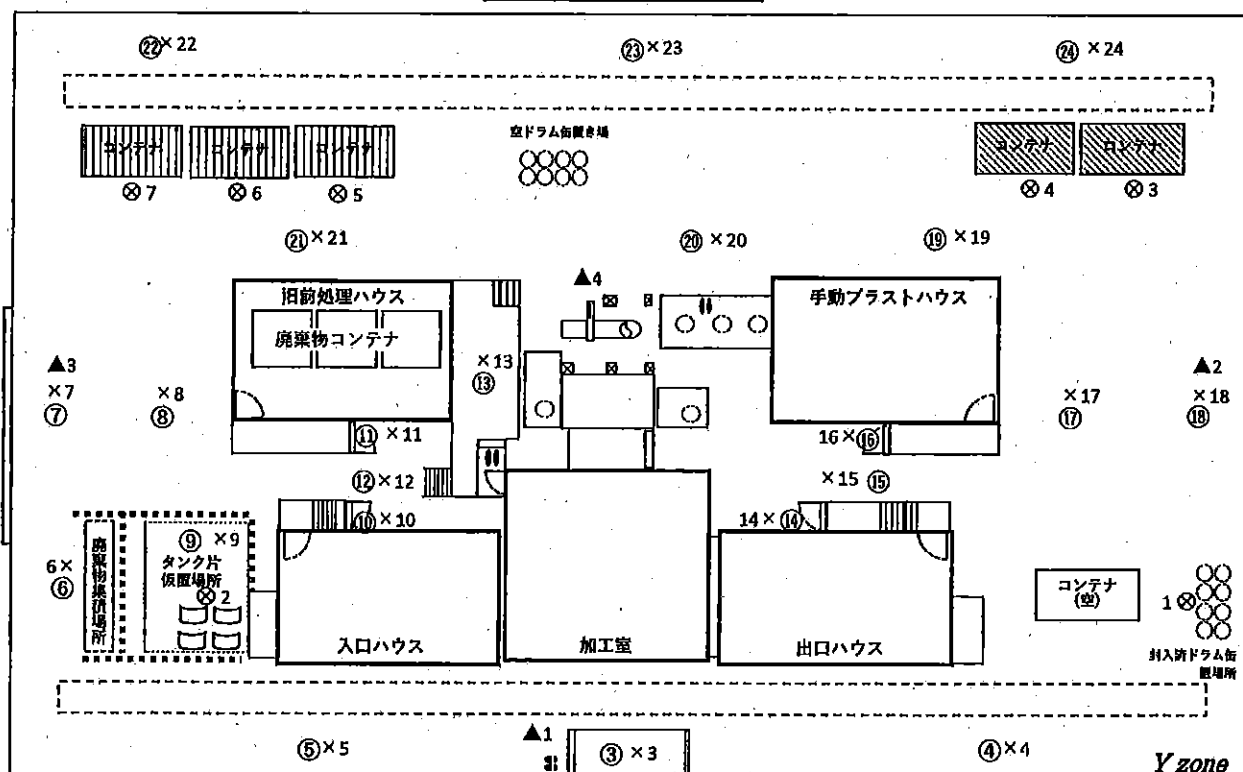 ㉒×22
㉓×23
㉔×24
空ドラム缶置き場
コンテナ
コンテナ
コンテナ
コンテナ
コンテナ
⊗7
⊗6
⊗5
⊗4
⊗3
㉑×21
⑳×20
⑲×19
▲4
旧前処理ハウス
手動ブラストハウス
廃棄物コンテナ
▲3
×13
⑬
▲2
×7
⑦
×8
⑧
×17
⑰
×18
⑱
⑪×11
16×⑯
⑫×12
×15 ⑮
⑩×10
14×⑭
⑨ ×9
タンク片
仮置場所
⊗2
6×
⑥
廃棄物集積場所
コンテナ
(空)
1⊗
入口ハウス
加工室
出口ハウス
封入済ドラム缶
置場所
▲1
⑤×5
③×3
④×4
Y zone